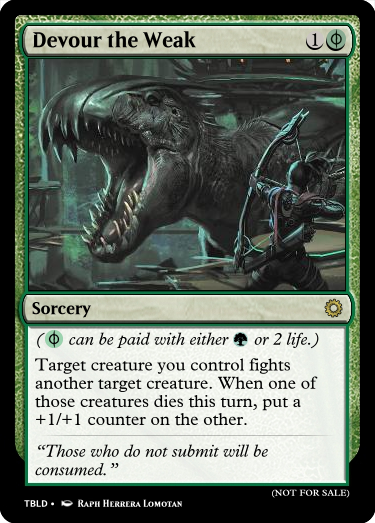 Devour the Weak 1
Sorcery
( can be paid with either or 2 life.)
Target creature you control fights
another target creature. When one of
those creatures dies this turn, put a
+1/+1 counter on the other.
“Those who do not submit will be
consumed.”
(NOT FOR SALE)
TBLD • Raph Herrera Lomotan